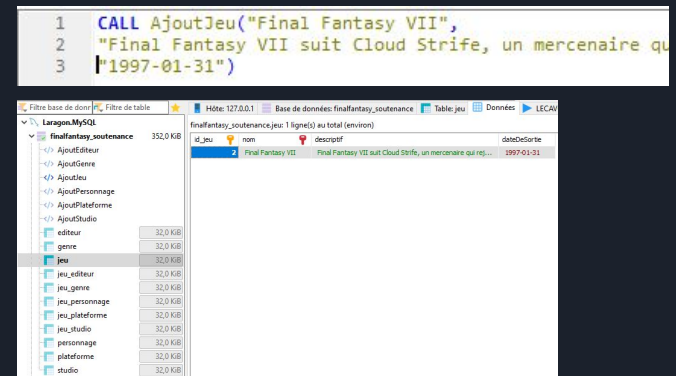 1 CALL AjoutJeu("Final Fantasy VII",
2 "Final Fantasy VII suit Cloud Strife, un mercenaire qu
3 "1997-01-31")
Filtre base de donr Filtre de table Hôte: 127.0.0.1 Base de données: finalfantasy_soutenance Table: jeu Données LECAV
Laragon.MySQL finalfantasy_soutenance.jeu: 1 ligne(s) au total (environ)
finalfantasy_soutenance 352,0 KiB id_jeu nom descriptif dateDeSortie
AjoutEditeur 2 Final Fantasy VII Final Fantasy VII suit Cloud Strife, un mercenaire qui rej... 1997-01-31
AjoutGenre
AjoutJeu
AjoutPersonnage
AjoutPlateforme
AjoutStudio
editeur 32,0 KiB
genre 32,0 KiB
jeu 32,0 KiB
jeu_editeur 32,0 KiB
jeu_genre 32,0 KiB
jeu_personnage 32,0 KiB
jeu_plateforme 32,0 KiB
jeu_studio 32,0 KiB
personnage 32,0 KiB
plateforme 32,0 KiB
studio 32,0 KiB